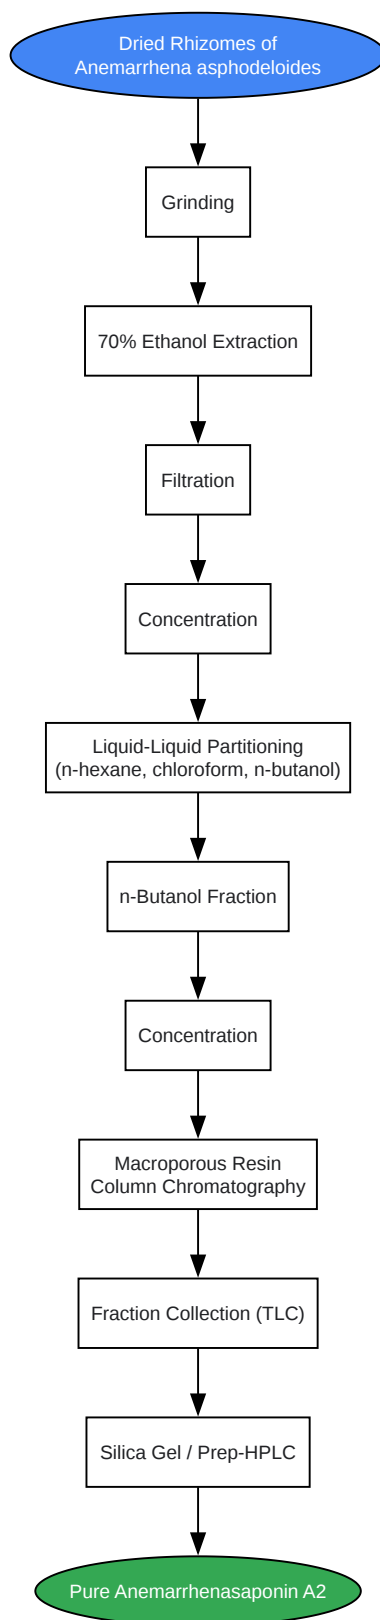 Dried Rhizomes of
Anemarrhena asphodeloides
Grinding
70% Ethanol Extraction
Filtration
Concentration
Liquid-Liquid Partitioning
(n-hexane, chloroform, n-butanol)
n-Butanol Fraction
Concentration
Macroporous Resin
Column Chromatography
Fraction Collection (TLC)
Silica Gel / Prep-HPLC
Pure Anemarrhenasaponin A2